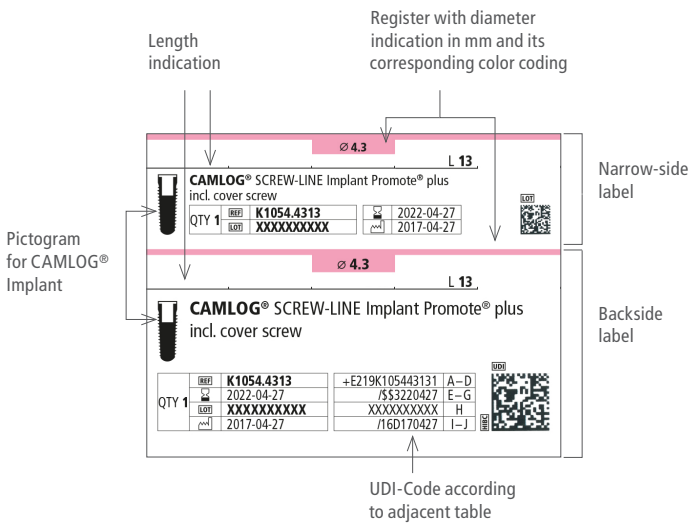 Length
indication
Register with diameter
indication in mm and its
corresponding color coding
⌀ 4.3
L 13
CAMLOG® SCREW-LINE Implant Promote® plus
incl. cover screw
QTY 1
REF K1054.4313
LOT XXXXXXXXXX
2022-04-27
2017-04-27
LOT
Narrow-side
label
Pictogram
for CAMLOG®
Implant
⌀ 4.3
L 13
CAMLOG® SCREW-LINE Implant Promote® plus
incl. cover screw
Backside
label
QTY 1
REF K1054.4313
2022-04-27
LOT XXXXXXXXXX
2017-04-27
+E219K105443131 A–D
/$$3220427 E–G
XXXXXXXXXX H
/16D170427 I–J
UDI
HIBC
UDI-Code according
to adjacent table